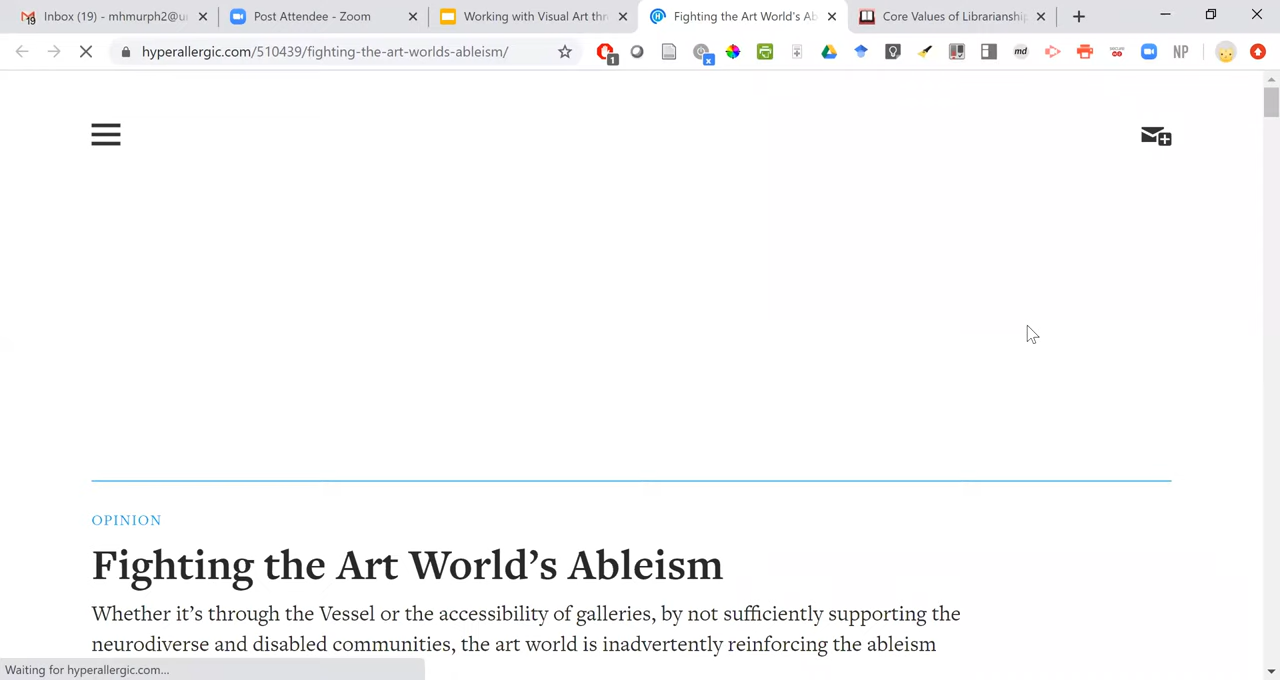 Inbox (19) - mhmurph2@u
Post Attendee - Zoom
Working with Visual Art thr
Fighting the Art World's Ab
Core Values of Librarianship
hyperallergic.com/510439/fighting-the-art-worlds-ableism/
1
x
md
NP
OPINION
Fighting the Art World's Ableism
Whether it's through the Vessel or the accessibility of galleries, by not sufficiently supporting the
neurodiverse and disabled communities, the art world is inadvertently reinforcing the ableism
Waiting for hyperallergic.com...